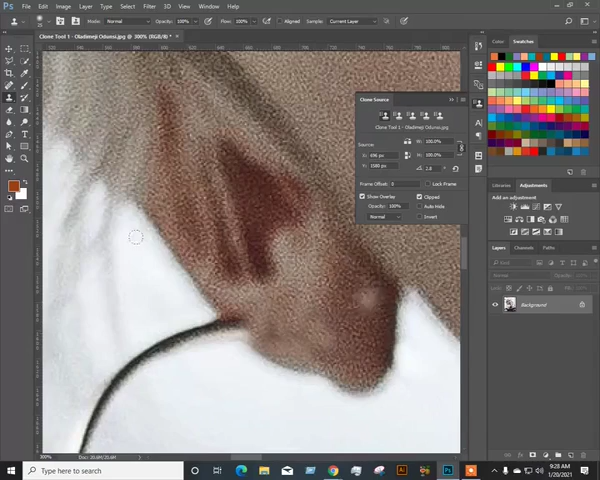 Ps File Edit Image Layer Type Select Filter 3D View Window Help
Mode: Normal Opacity: 100% Flow: 100% Aligned Sample: Current Layer
Clone Tool 1 - Oladimeji Odunsi.jpg @ 300% (RGB/8) *
Clone Source
Clone Tool 1 - Oladimeji Odunsi.jpg
Source
W: 100.0%
X: 696 px
H: 100.0%
Y: 1580 px
Frame Offset: 0 Lock Frame
Show Overlay Clipped
Opacity: 100% Auto Hide
Normal Invert
Color Swatches
Libraries Adjustments
Add an adjustment
Layers Channels Paths
Kind
Normal Opacity:
Lock: Fill:
Background
300% Doc: 20.6M/20.6M
Type here to search
9:28 AM
1/20/2021